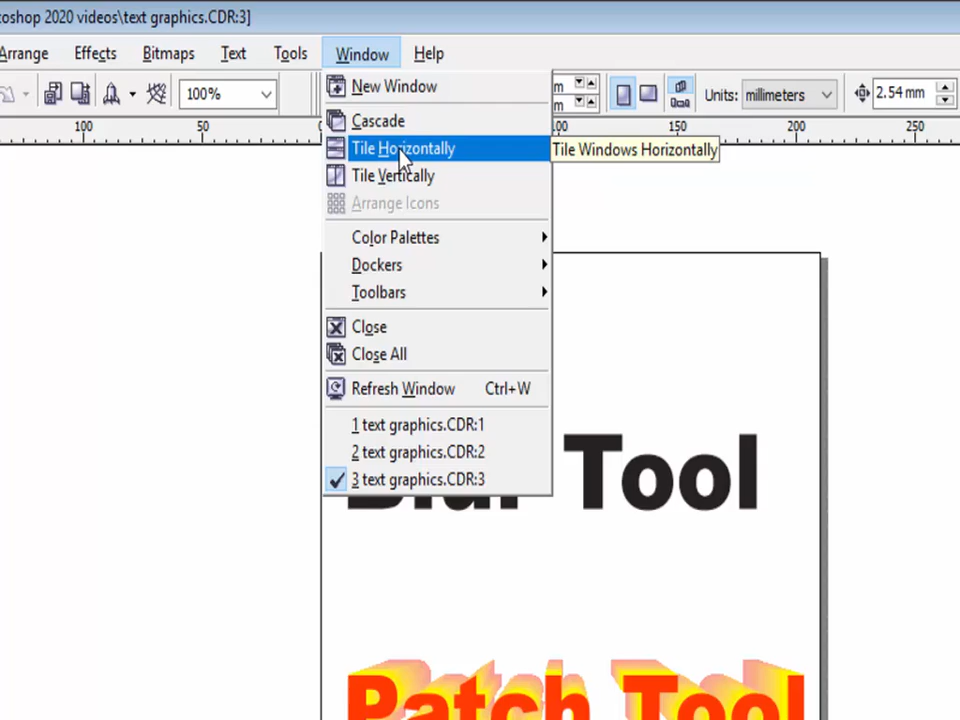 toshop 2020 videos\text graphics.CDR:3]
Arrange Effects Bitmaps Text Tools Window Help
100% Units: millimeters 2.54 mm
100 50 100 150 200 250
New Window
Cascade
Tile Horizontally Tile Windows Horizontally
Tile Vertically
Arrange Icons
Color Palettes
Dockers
Toolbars
Close
Close All
Refresh Window Ctrl+W
1 text graphics.CDR:1
2 text graphics.CDR:2
3 text graphics.CDR:3
Blur Tool
Patch Tool